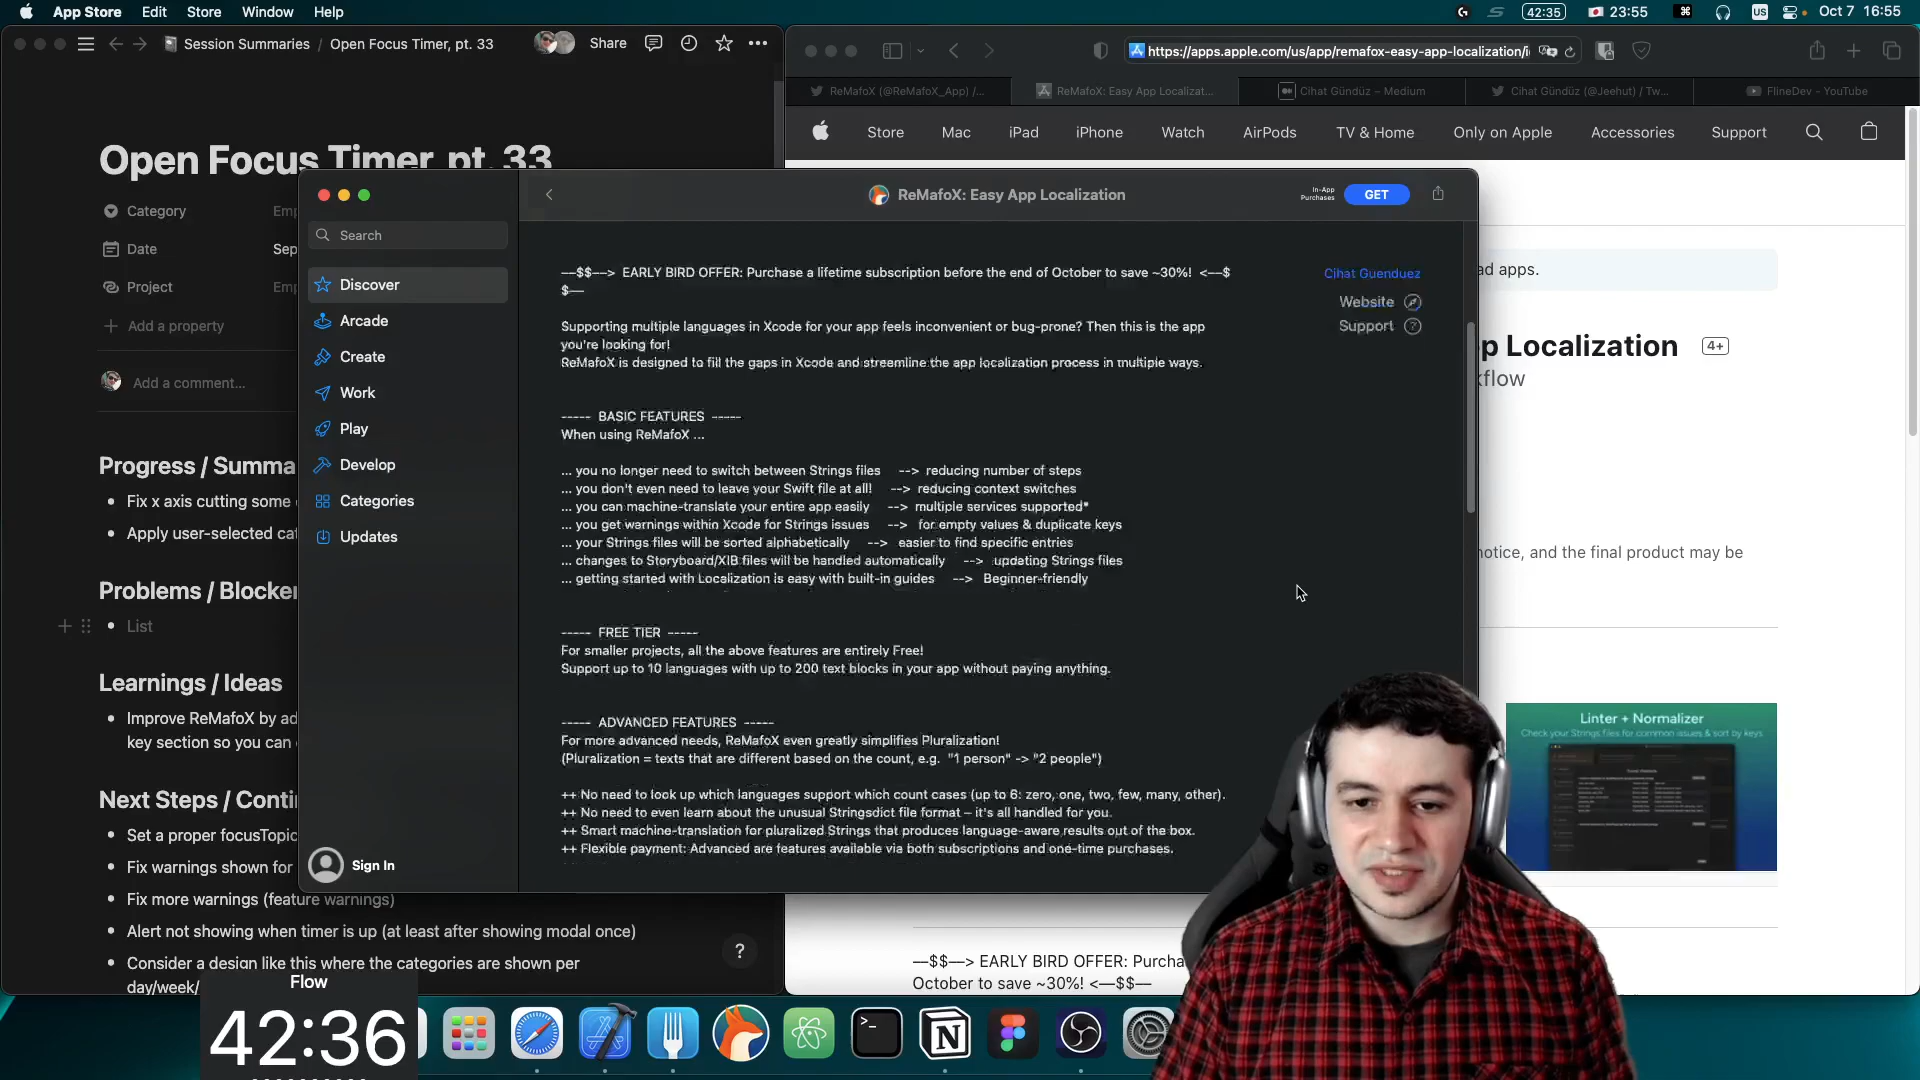 App Store Edit Store Window Help
42:35 23:55 US Oct 7 16:55
Session Summaries / Open Focus Timer, pt. 33 Share
https://apps.apple.com/us/app/remafox-easy-app-localization/
ReMafoX (@ReMafoX_App) /... ReMafoX: Easy App Localizat... Cihat Gündüz – Medium Cihat Gündüz (@Jeehut) / Tw... FlineDev - YouTube
Store Mac iPad iPhone Watch AirPods TV & Home Only on Apple Accessories Support
Open Focus Timer, pt. 33
Category Emp
Date Sep
Project Emp
Add a property
Add a comment...
Progress / Summa
Fix x axis cutting some
Apply user-selected cat
Problems / Blocker
List
Learnings / Ideas
Improve ReMafoX by ad
key section so you can
Next Steps / Conti
Set a proper focusTopic
Fix warnings shown for
Fix more warnings (feature warnings)
Alert not showing when timer is up (at least after showing modal once)
Consider a design like this where the categories are shown per
day/week/
?
Search
Discover
Arcade
Create
Work
Play
Develop
Categories
Updates
Sign In
ReMafoX: Easy App Localization
In-App
Purchases
GET
—$$—> EARLY BIRD OFFER: Purchase a lifetime subscription before the end of October to save ~30%! <—$
$—
Cihat Guenduez
Website
Support
Supporting multiple languages in Xcode for your app feels inconvenient or bug-prone? Then this is the app
you're looking for!
ReMafoX is designed to fill the gaps in Xcode and streamline the app localization process in multiple ways.
----- BASIC FEATURES -----
When using ReMafoX ...
... you no longer need to switch between Strings files --> reducing number of steps
... you don't even need to leave your Swift file at all! --> reducing context switches
... you can machine-translate your entire app easily --> multiple services supported*
... you get warnings within Xcode for Strings issues --> for empty values & duplicate keys
... your Strings files will be sorted alphabetically --> easier to find specific entries
... changes to Storyboard/XIB files will be handled automatically --> updating Strings files
... getting started with Localization is easy with built-in guides --> Beginner-friendly
----- FREE TIER -----
For smaller projects, all the above features are entirely Free!
Support up to 10 languages with up to 200 text blocks in your app without paying anything.
----- ADVANCED FEATURES -----
For more advanced needs, ReMafoX even greatly simplifies Pluralization!
(Pluralization = texts that are different based on the count, e.g. "1 person" -> "2 people")
++ No need to look up which languages support which count cases (up to 6: zero, one, two, few, many, other).
++ No need to even learn about the unusual Stringsdict file format – it's all handled for you.
++ Smart machine-translation for pluralized Strings that produces language-aware results out of the box.
++ Flexible payment: Advanced are features available via both subscriptions and one-time purchases.
ad apps.
p Localization 4+
kflow
notice, and the final product may be
Linter + Normalizer
Check your Strings files for common issues & sort by keys
—$$—> EARLY BIRD OFFER: Purcha
October to save ~30%! <—$$—
Flow
42:36